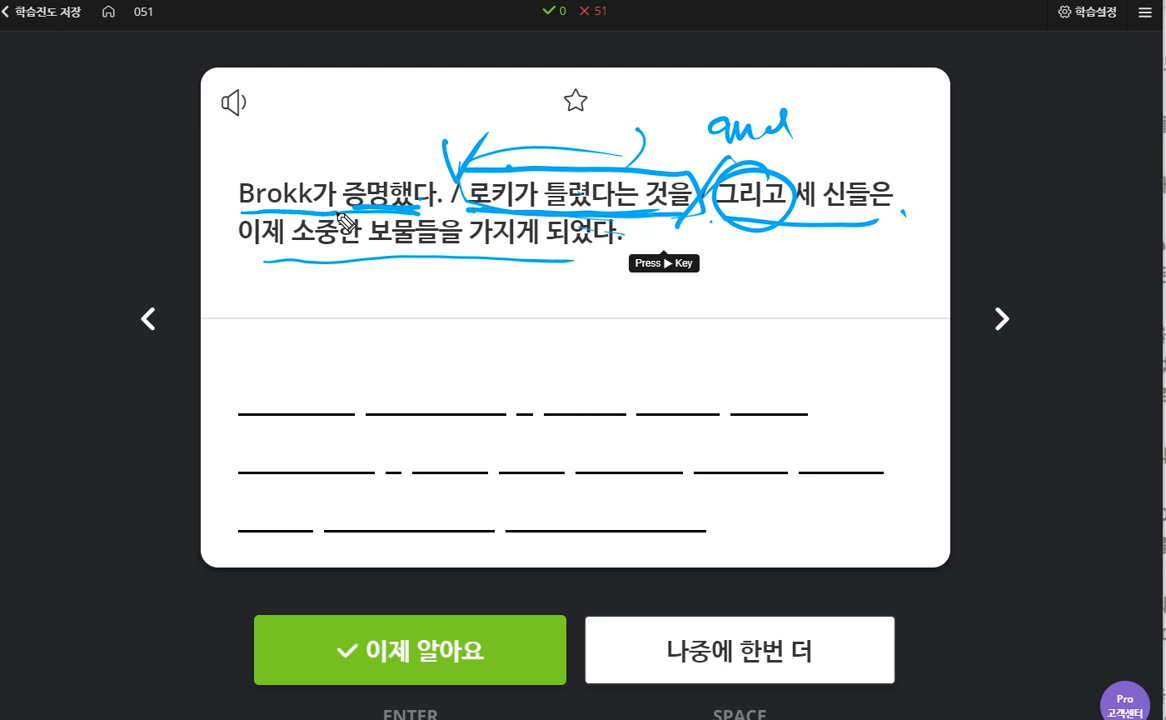 학습진도 저장 051 0 51 학습설정
and
Brokk가 증명했다. / 로키가 틀렸다는 것을 / 그리고 세 신들은
이제 소중한 보물들을 가지게 되었다.
Press ▶ Key
이제 알아요 나중에 한번 더
ENTER SPACE
Pro
고객센터